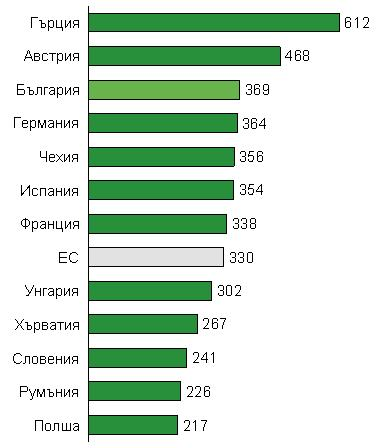 Гърция 612
Австрия 468
България 369
Германия 364
Чехия 356
Испания 354
Франция 338
ЕС 330
Унгария 302
Хърватия 267
Словения 241
Румъния 226
Полша 217